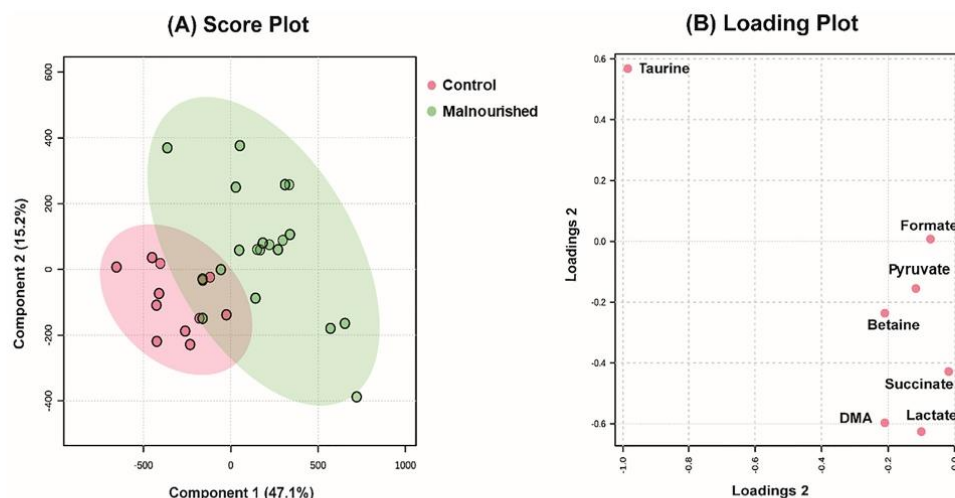 (A) Score Plot
Component 2 (15.2%)
600
400
200
0
-200
-400
-500
0
500
1000
Component 1 (47.1%)
Control
Malnourished
(B) Loading Plot
Loadings 2
0.6
0.4
0.2
0.0
-0.2
-0.4
-0.6
Taurine
Formate
Pyruvate
Betaine
Succinate
DMA
Lactate
-1.0
-0.8
-0.6
-0.4
-0.2
0.0
Loadings 2